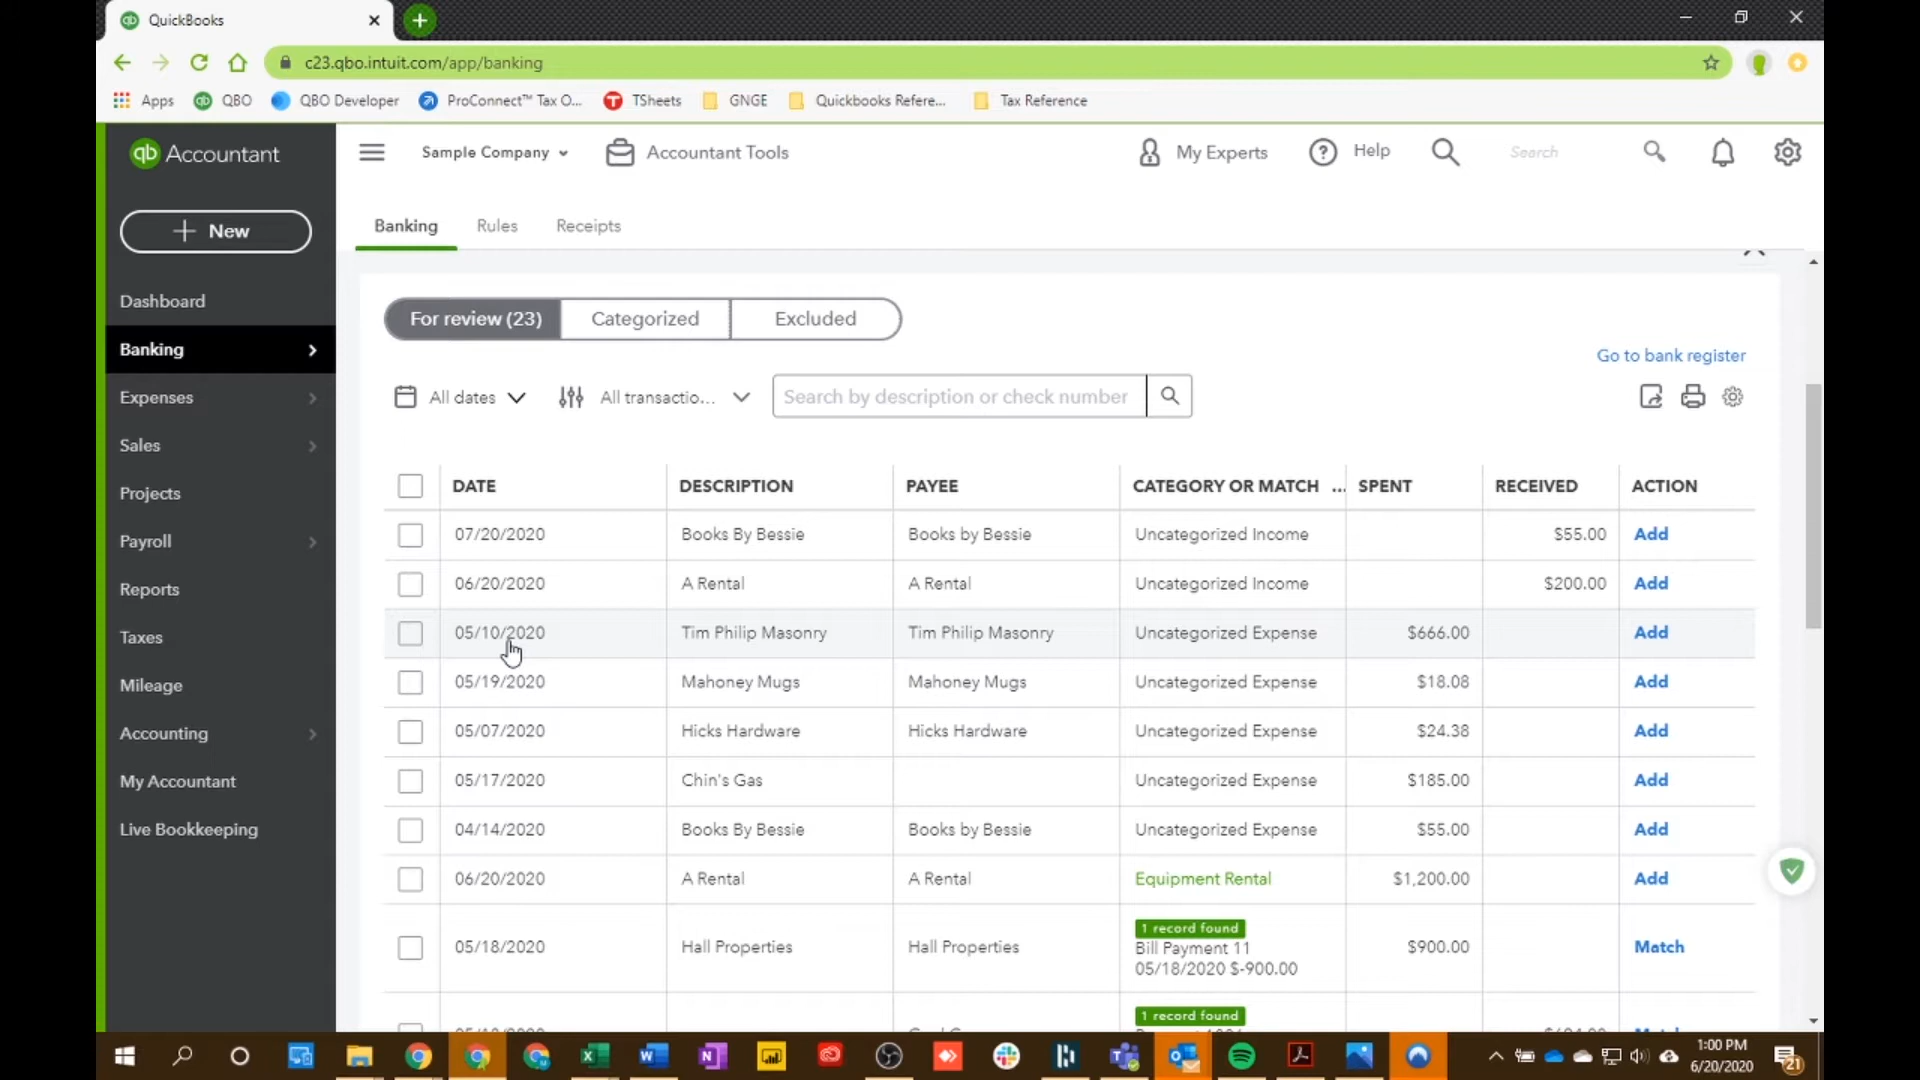 QuickBooks
c23.qbo.intuit.com/app/banking
Apps QBO QBO Developer ProConnect™ Tax O... TSheets GNGE Quickbooks Refere... Tax Reference
qb Accountant
Sample Company Accountant Tools My Experts Help Search
New
Banking Rules Receipts
Dashboard
Banking
Expenses
Sales
Projects
Payroll
Reports
Taxes
Mileage
Accounting
My Accountant
Live Bookkeeping
For review (23) Categorized Excluded
Go to bank register
All dates All transactio... Search by description or check number
DATE DESCRIPTION PAYEE CATEGORY OR MATCH ... SPENT RECEIVED ACTION
07/20/2020 Books By Bessie Books by Bessie Uncategorized Income $55.00 Add
06/20/2020 A Rental A Rental Uncategorized Income $200.00 Add
05/10/2020 Tim Philip Masonry Tim Philip Masonry Uncategorized Expense $666.00 Add
05/19/2020 Mahoney Mugs Mahoney Mugs Uncategorized Expense $18.08 Add
05/07/2020 Hicks Hardware Hicks Hardware Uncategorized Expense $24.38 Add
05/17/2020 Chin's Gas Uncategorized Expense $185.00 Add
04/14/2020 Books By Bessie Books by Bessie Uncategorized Expense $55.00 Add
06/20/2020 A Rental A Rental Equipment Rental $1,200.00 Add
1 record found
05/18/2020 Hall Properties Hall Properties Bill Payment 11 $900.00 Match
05/18/2020 $-900.00
1 record found
1:00 PM
6/20/2020
21